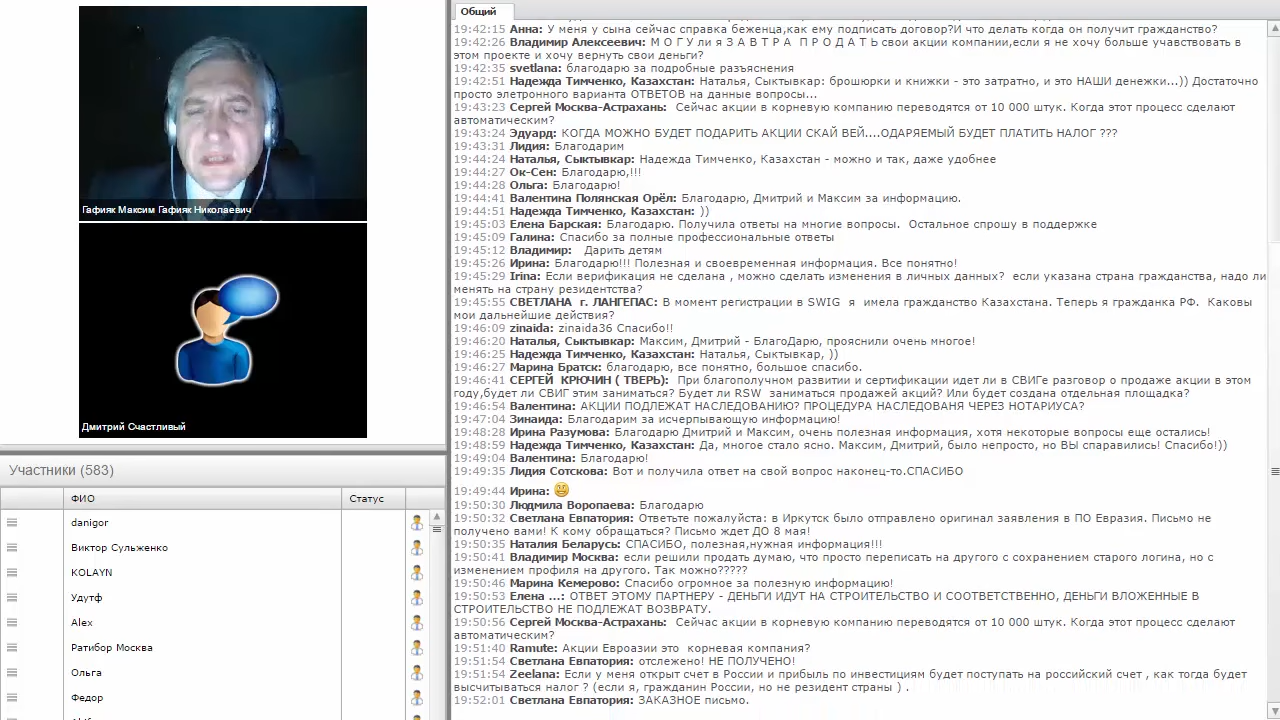 Гафияк Максим Гафияк Николаевич
Дмитрий Счастливый
Участники (583)
ФИО
Статус
danigor
Виктор Сульженко
KOLAYN
Удутф
Alex
Ратибор Москва
Ольга
Федор
Общий
19:42:15 Анна: У меня у сына сейчас справка беженца,как ему подписать договор?И что делать когда он получит гражданство?
19:42:26 Владимир Алексеевич: М О Г У ли я З А В Т Р А П Р О Д А Т Ь свои акции компании,если я не хочу больше учавствовать в
этом проекте и хочу вернуть свои деньги?
19:42:35 svetlana: благодарю за подробные разъяснения
19:42:51 Надежда Тимченко, Казахстан: Наталья, Сыктывкар: брошюрки и книжки - это затратно, и это НАШИ денежки...)) Достаточно
просто элетронного варианта ОТВЕТОВ на данные вопросы...
19:43:23 Сергей Москва-Астрахань: Сейчас акции в корневую компанию переводятся от 10 000 штук. Когда этот процесс сделают
автоматическим?
19:43:24 Эдуард: КОГДА МОЖНО БУДЕТ ПОДАРИТЬ АКЦИИ СКАЙ ВЕЙ....ОДАРЯЕМЫЙ БУДЕТ ПЛАТИТЬ НАЛОГ ???
19:43:31 Лидия: Благодарим
19:44:24 Наталья, Сыктывкар: Надежда Тимченко, Казахстан - можно и так, даже удобнее
19:44:27 Ок-Сен: Благодарю,!!!
19:44:28 Ольга: Благодарю!
19:44:41 Валентина Полянская Орёл: Благодарю, Дмитрий и Максим за информацию.
19:44:51 Надежда Тимченко, Казахстан: ))
19:45:03 Елена Барская: Благодарю. Получила ответы на многие вопросы. Остальное спрошу в поддержке
19:45:09 Галина: Спасибо за полные профессиональные ответы
19:45:12 Владимир: Дарить детям
19:45:26 Ирина: Благодарю!!! Полезная и своевременная информация. Все понятно!
19:45:29 Irina: Если верификация не сделана , можно сделать изменения в личных данных? если указана страна гражданства, надо ли
менять на страну резидентства?
19:45:55 СВЕТЛАНА г. ЛАНГЕПАС: В момент регистрации в SWIG я имела гражданство Казахстана. Теперь я гражданка РФ. Каковы
мои дальнейшие действия?
19:46:09 zinaida: zinaida36 Спасибо!!
19:46:20 Наталья, Сыктывкар: Максим, Дмитрий - БлагоДарю, прояснили очень многое!
19:46:25 Надежда Тимченко, Казахстан: Наталья, Сыктывкар, ))
19:46:27 Марина Братск: благодарю, все понятно, большое спасибо.
19:46:41 СЕРГЕЙ КРЮЧИН ( ТВЕРЬ): При благополучном развитии и сертификации идет ли в СВИГе разговор о продаже акции в этом
году,будет ли СВИГ этим заниматься? Будет ли RSW заниматься продажей акций? Или будет создана отдельная площадка?
19:46:54 Валентина: АКЦИИ ПОДЛЕЖАТ НАСЛЕДОВАНИЮ? ПРОЦЕДУРА НАСЛЕДОВАНЯ ЧЕРЕЗ НОТАРИУСА?
19:47:04 Зинаида: Благодарим за исчерпывающую информацию!
19:48:28 Ирина Разумова: Благодарю Дмитрий и Максим, очень полезная информация, хотя некоторые вопросы еще остались!
19:48:59 Надежда Тимченко, Казахстан: Да, многое стало ясно. Максим, Дмитрий, было непросто, но ВЫ спаравились! Спасибо!))
19:49:04 Валентина: Благодарю!
19:49:35 Лидия Сотскова: Вот и получила ответ на свой вопрос наконец-то.СПАСИБО
19:49:44 Ирина:
19:50:30 Людмила Воропаева: Благодарю
19:50:32 Светлана Евпатория: Ответьте пожалуйста: в Иркутск было отправлено оригинал заявления в ПО Евразия. Письмо не
получено вами! К кому обращаться? Письмо ждет ДО 8 мая!
19:50:35 Наталия Беларусь: СПАСИБО, полезная,нужная информация!!!
19:50:41 Владимир Москва: если решили продать думаю, что просто переписать на другого с сохранением старого логина, но с
изменением профиля на другого. Так можно?????
19:50:46 Марина Кемерово: Спасибо огромное за полезную информацию!
19:50:53 Елена ...: ОТВЕТ ЭТОМУ ПАРТНЕРУ - ДЕНЬГИ ИДУТ НА СТРОИТЕЛЬСТВО И СООТВЕТСТВЕННО, ДЕНЬГИ ВЛОЖЕННЫЕ В
СТРОИТЕЛЬСТВО НЕ ПОДЛЕЖАТ ВОЗВРАТУ.
19:50:56 Сергей Москва-Астрахань: Сейчас акции в корневую компанию переводятся от 10 000 штук. Когда этот процесс сделают
автоматическим?
19:51:40 Ramute: Акции Евроазии это корневая компания?
19:51:54 Светлана Евпатория: отслежено! НЕ ПОЛУЧЕНО!
19:51:54 Zeelana: Если у меня открыт счет в России и прибыль по инвестициям будет поступать на российский счет , как тогда будет
высчитываться налог ? (если я, гражданин России, но не резидент страны ) .
19:52:01 Светлана Евпатория: ЗАКАЗНОЕ письмо.